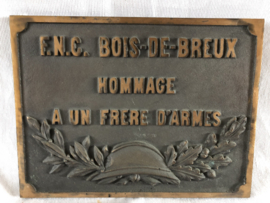 F.N.C. BOIS-DE-BREUX
HOMMAGE
A UN FRERE D'ARMES